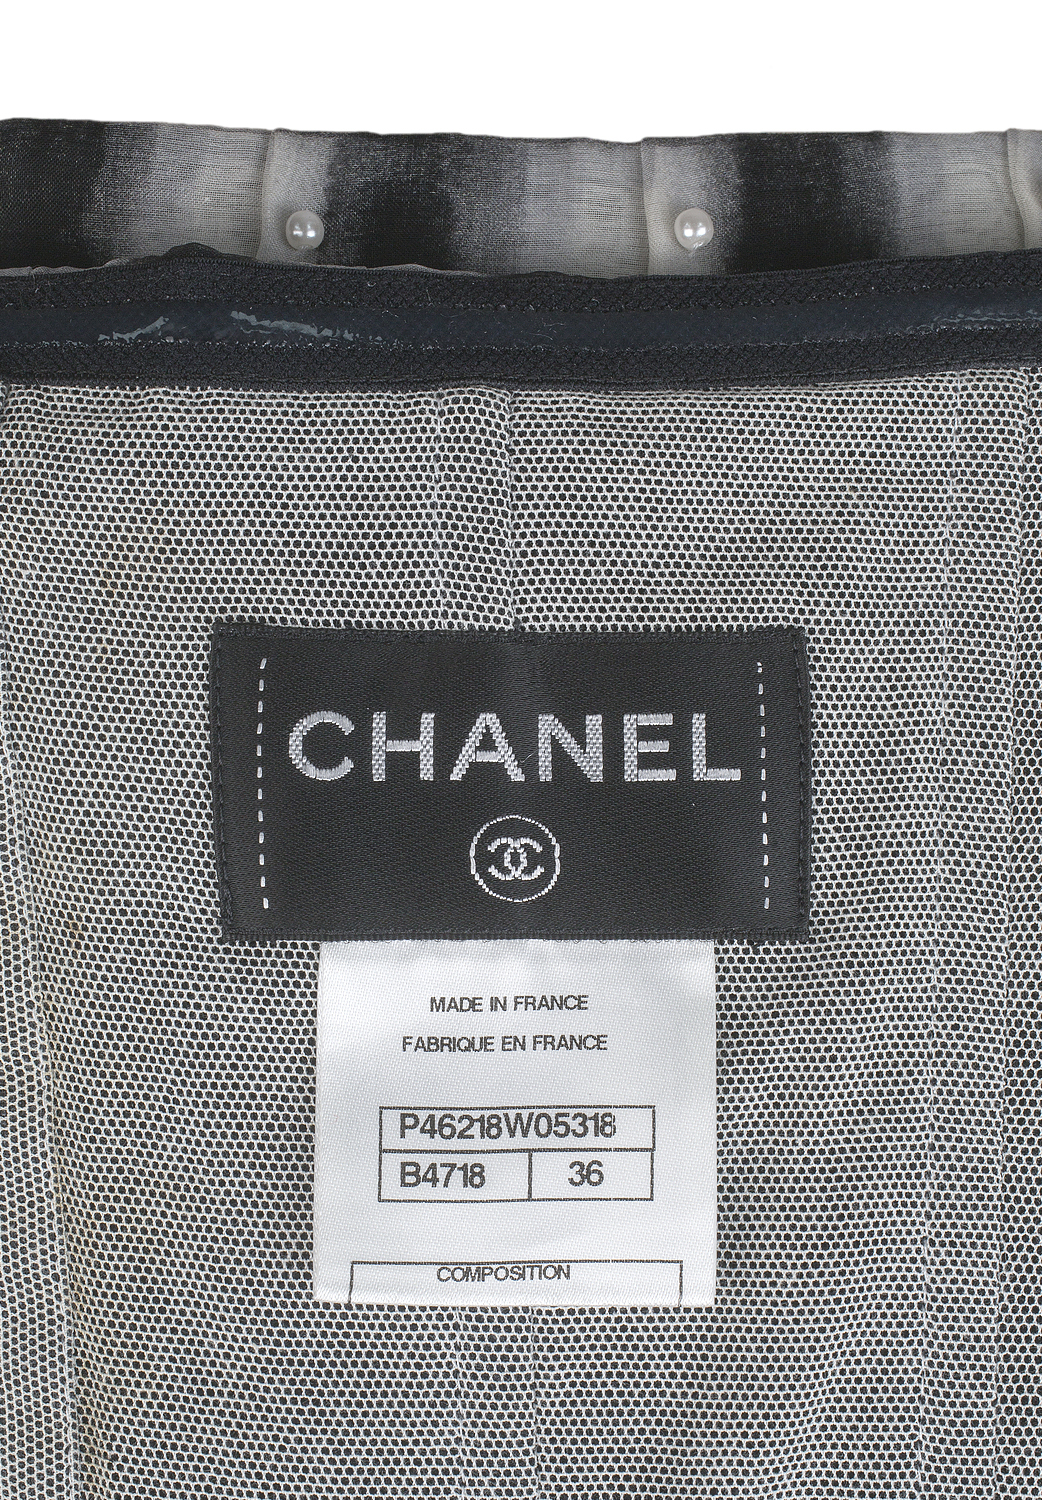 CHANEL
MADE IN FRANCE
FABRIQUE EN FRANCE
P46218W05318
B4718 36
COMPOSITION